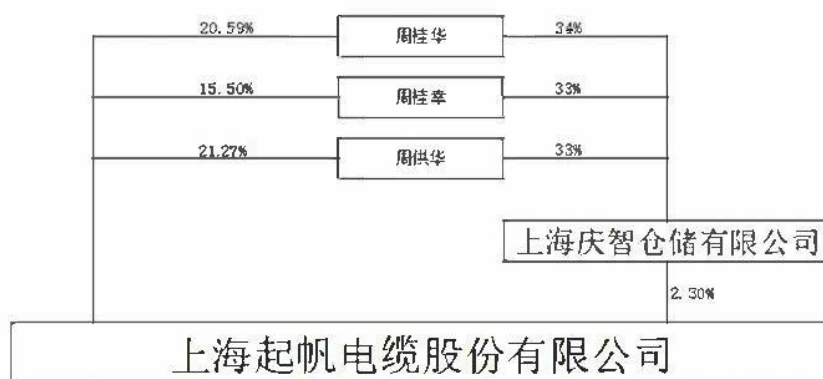 20.59% 周桂华 34%
15.50% 周桂幸 33%
21.27% 周供华 33%
上海庆智仓储有限公司
2.30%
上海起帆电缆股份有限公司